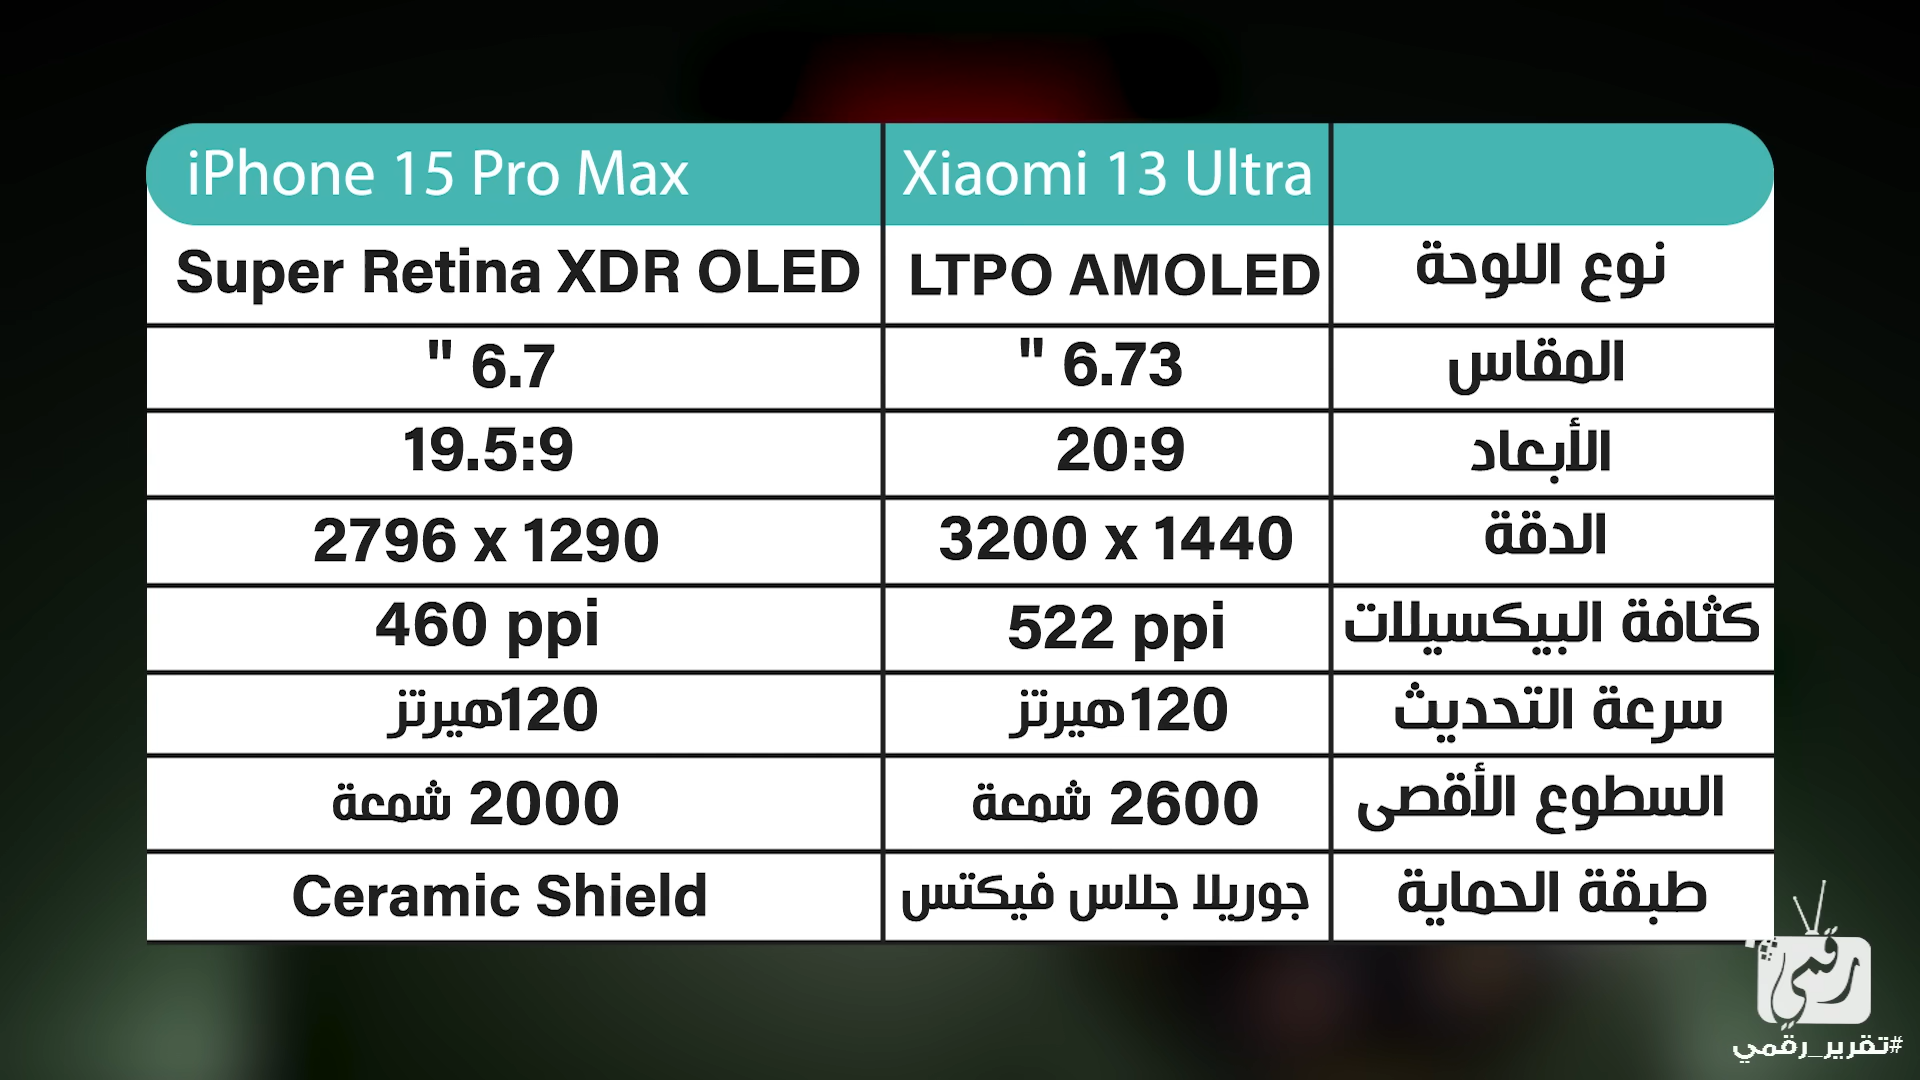 Xiaomi 13 Ultra iPhone 15 Pro Max
نوع اللوحة LTPO AMOLED Super Retina XDR OLED
المقاس 6.73 " 6.7 "
الأبعاد 20:9 19.5:9
الدقة 3200 x 1440 2796 x 1290
كثافة البيكسيلات 522 ppi 460 ppi
سرعة التحديث 120هيرتز 120هيرتز
السطوع الأقصى 2600 شمعة 2000 شمعة
طبقة الحماية جوريلا جلاس فيكتس Ceramic Shield
رقمي
#تقرير_رقمي